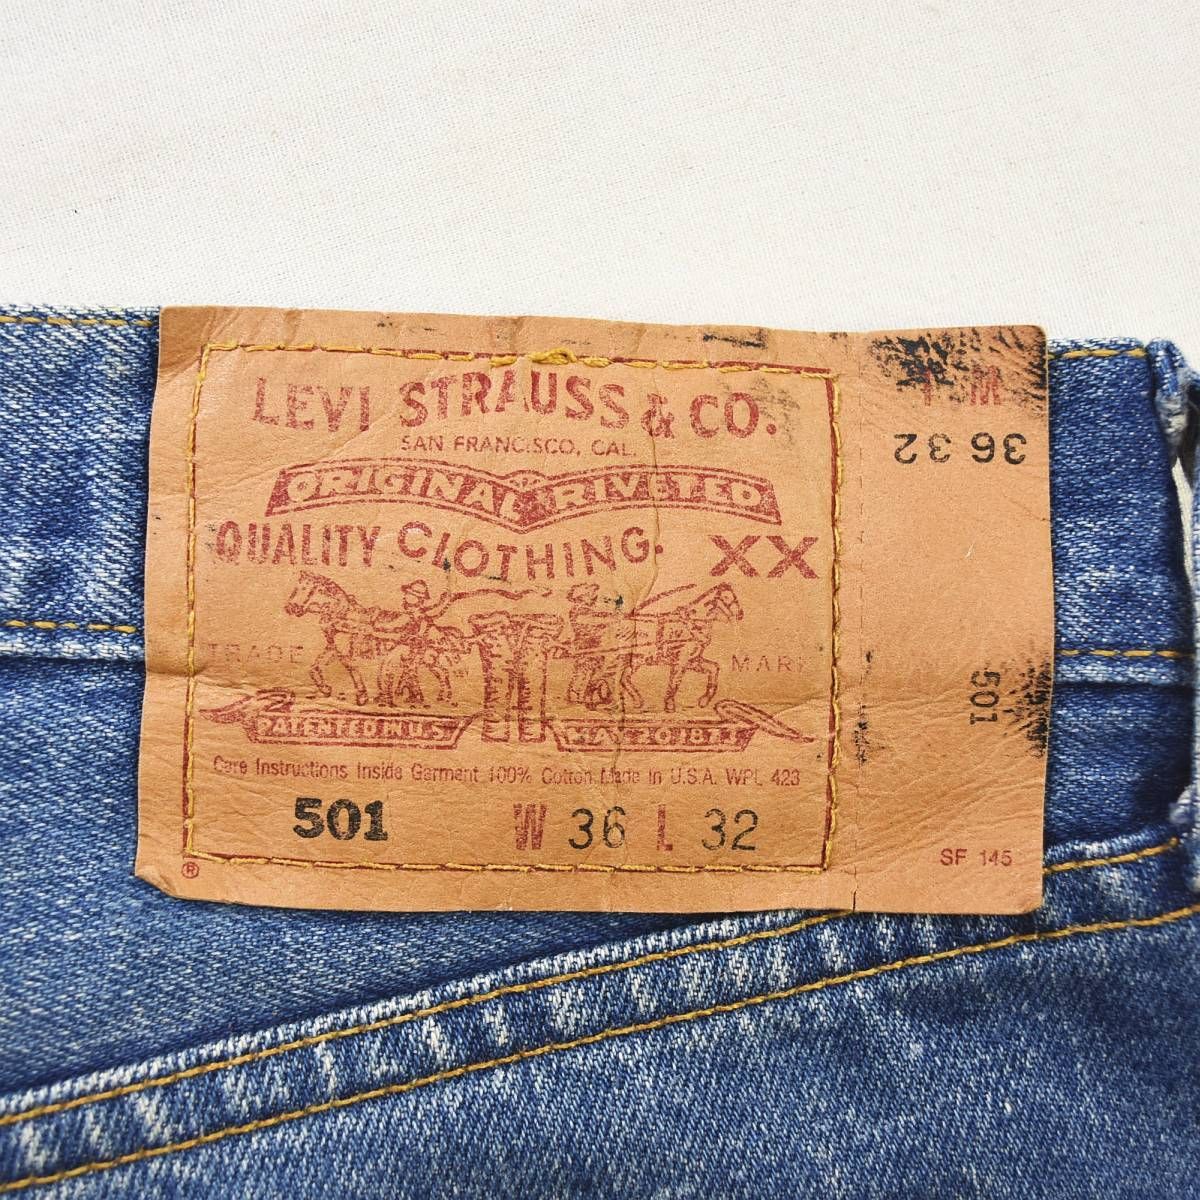 LEVI STRAUSS & CO.
SAN FRANCISCO, CAL.
ORIGINAL RIVETED
QUALITY CLOTHING. XX
TRADE MARK
PATENTED IN U.S. MAY 20 1873
Care Instructions Inside Garment 100% Cotton Made in U.S.A. WPL 423
501 W 36 L 32
®
M
36 32
501
SF 145